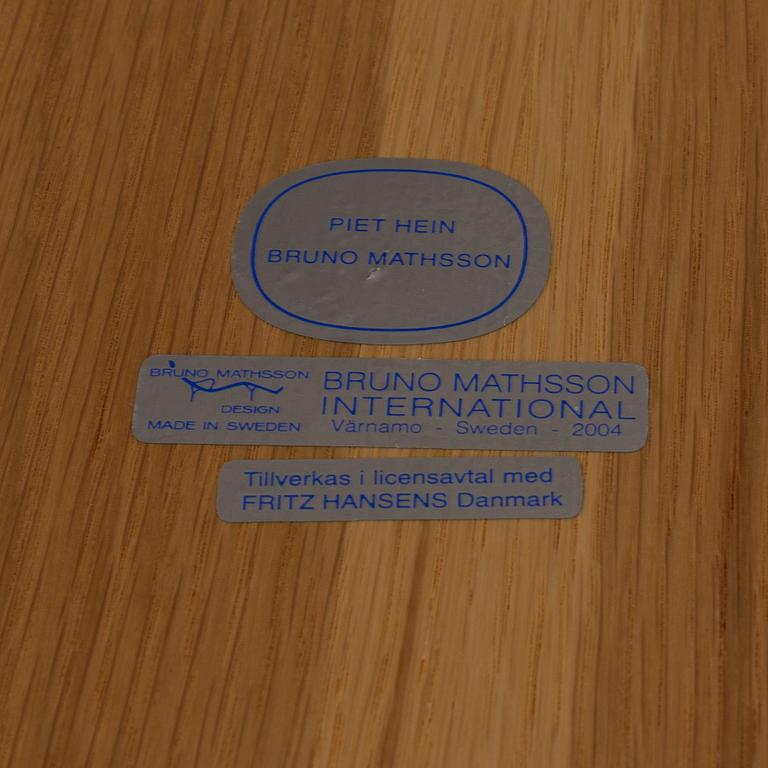 PIET HEIN
BRUNO MATHSSON
BRUNO MATHSSON
DESIGN
MADE IN SWEDEN
BRUNO MATHSSON
INTERNATIONAL
Värnamo - Sweden - 2004
Tillverkas i licensavtal med
FRITZ HANSENS Danmark